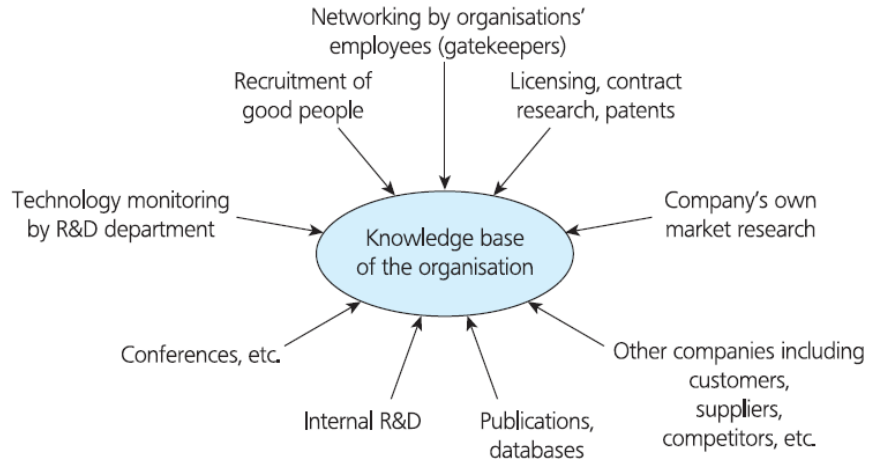 Networking by organisations’
employees (gatekeepers)
Recruitment of
good people
Licensing, contract
research, patents
Technology monitoring
by R&D department
Company’s own
market research
Knowledge base
of the organisation
Conferences, etc.
Other companies including
customers,
suppliers,
competitors, etc.
Internal R&D
Publications,
databases